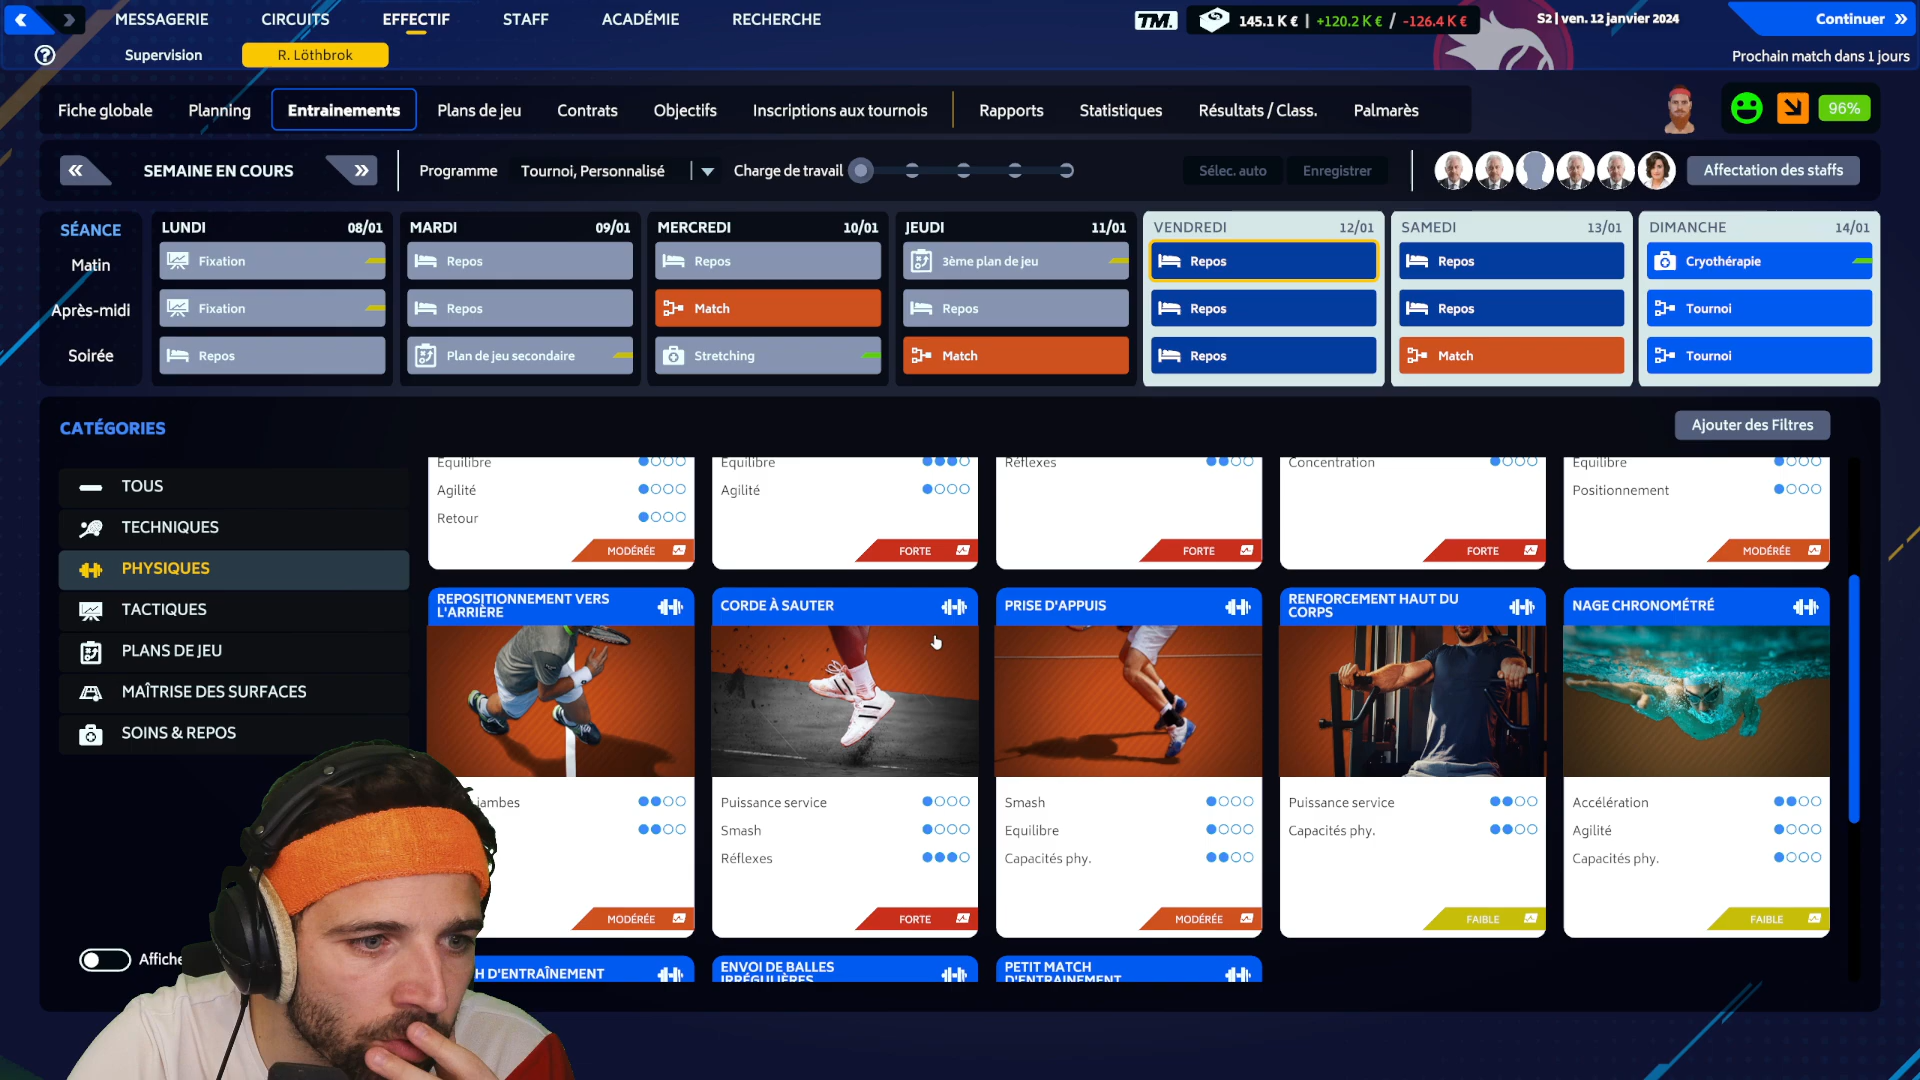 MESSAGERIE CIRCUITS EFFECTIF STAFF ACADÉMIE RECHERCHE TM. 145.1 K € | +120.2 K € / -126.4 K € S2 | ven. 12 janvier 2024 Continuer
Supervision R. Löthbrok Prochain match dans 1 jours
Fiche globale Planning Entrainements Plans de jeu Contrats Objectifs Inscriptions aux tournois Rapports Statistiques Résultats / Class. Palmarès 96%
SEMAINE EN COURS Programme Tournoi, Personnalisé Charge de travail Sélec. auto Enregistrer Affectation des staffs
SÉANCE LUNDI 08/01 MARDI 09/01 MERCREDI 10/01 JEUDI 11/01 VENDREDI 12/01 SAMEDI 13/01 DIMANCHE 14/01
Matin Fixation Repos Repos 3ème plan de jeu Repos Repos Cryothérapie
Après-midi Fixation Repos Match Repos Repos Repos Tournoi
Soirée Repos Plan de jeu secondaire Stretching Match Repos Match Tournoi
CATÉGORIES Ajouter des Filtres
TOUS
TECHNIQUES
PHYSIQUES
TACTIQUES
PLANS DE JEU
MAÎTRISE DES SURFACES
SOINS & REPOS
Affiche
Equilibre Equilibre Réflexes Concentration Equilibre
Agilité Agilité Positionnement
Retour
MODÉRÉE FORTE FORTE FORTE MODÉRÉE
REPOSITIONNEMENT VERS
L'ARRIÈRE
CORDE À SAUTER
PRISE D'APPUIS
RENFORCEMENT HAUT DU
CORPS
NAGE CHRONOMÉTRÉ
jambes Puissance service Smash Puissance service Accélération
Smash Equilibre Capacités phy. Agilité
Réflexes Capacités phy. Capacités phy.
MODÉRÉE FORTE MODÉRÉE FAIBLE FAIBLE
H D'ENTRAÎNEMENT
ENVOI DE BALLES
IRRÉGULIÈRES
PETIT MATCH
D'ENTRAINEMENT